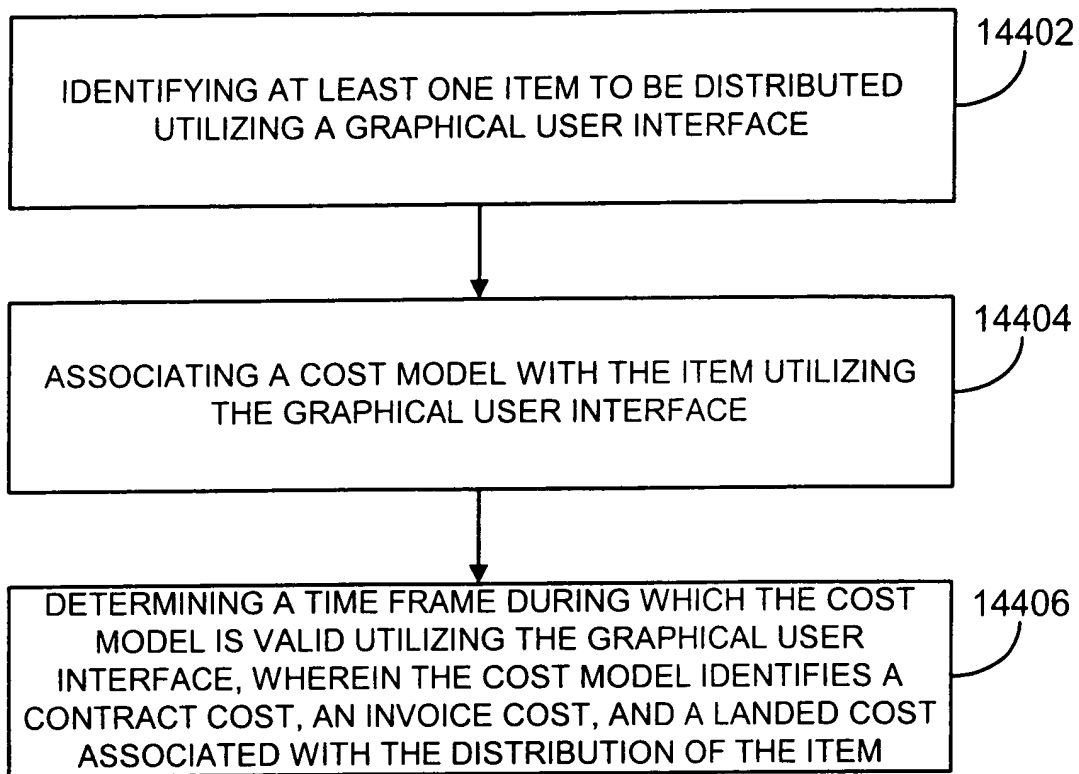 14402
IDENTIFYING AT LEAST ONE ITEM TO BE DISTRIBUTED
UTILIZING A GRAPHICAL USER INTERFACE
14404
ASSOCIATING A COST MODEL WITH THE ITEM UTILIZING
THE GRAPHICAL USER INTERFACE
14406
DETERMINING A TIME FRAME DURING WHICH THE COST
MODEL IS VALID UTILIZING THE GRAPHICAL USER
INTERFACE, WHEREIN THE COST MODEL IDENTIFIES A
CONTRACT COST, AN INVOICE COST, AND A LANDED COST
ASSOCIATED WITH THE DISTRIBUTION OF THE ITEM